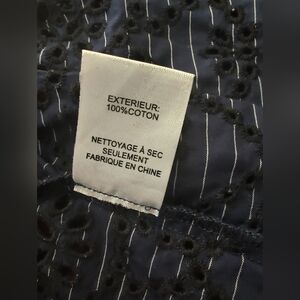 EXTERIEUR:
100%COTON
NETTOYAGE À SEC
SEULEMENT
FABRIQUE EN CHINE